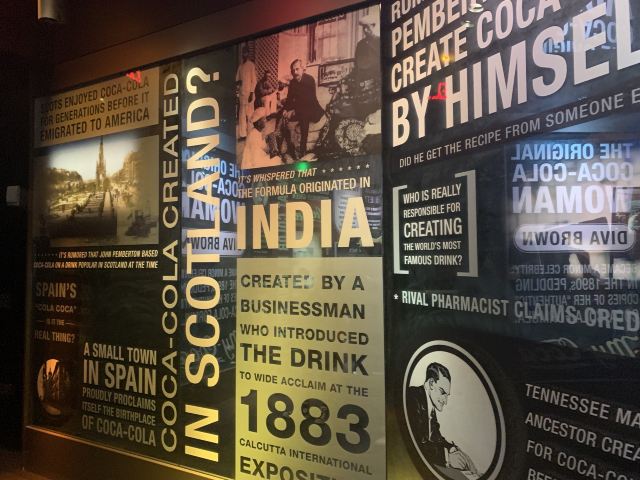 SCOTS ENJOYED COCA-COLA
FOR GENERATIONS BEFORE IT
EMIGRATED TO AMERICA
IT'S RUMORED THAT JOHN PEMBERTON BASED
COCA-COLA ON A DRINK POPULAR IN SCOTLAND AT THE TIME
SPAIN'S
"COLA COCA"
IS IT THE
REAL THING?
A SMALL TOWN
IN SPAIN
PROUDLY PROCLAIMS
ITSELF THE BIRTHPLACE
OF COCA-COLA
COCA-COLA CREATED
IN SCOTLAND?
IT'S WHISPERED THAT
THE FORMULA ORIGINATED IN
INDIA
CREATED BY A
BUSINESSMAN
WHO INTRODUCED
THE DRINK
TO WIDE ACCLAIM AT THE
1883
CALCUTTA INTERNATIONAL
PEMBER
CREATE COCA-
BY HIMSEL
DID HE GET THE RECIPE FROM SOMEONE E
WHO IS REALLY
RESPONSIBLE FOR
CREATING
THE WORLD'S MOST
FAMOUS DRINK?
THE ORIGINAL
COCA-COLA
WOMAN
DIVA BROWN
* RIVAL PHARMACIST CLAIMS CRED
TENNESSEE MA
ANCESTOR CREA
FOR COCA-COL